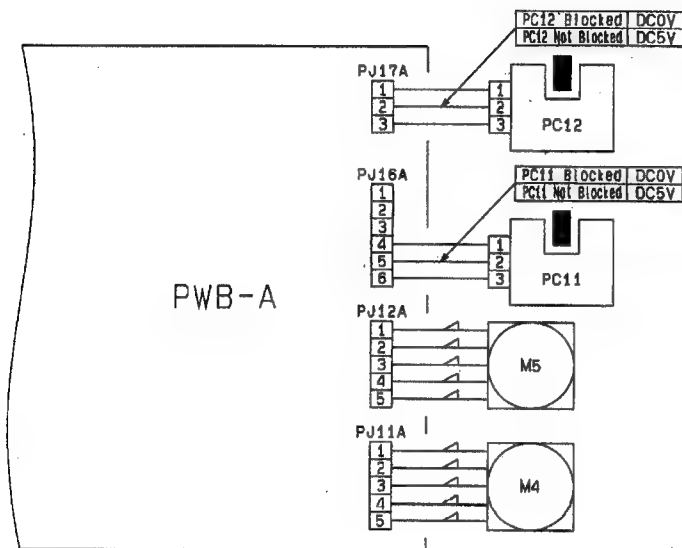 PC12 Blocked DC0V
PC12 Not Blocked DC5V
PJ17A
1 1
2 2
3 3
PC12
PJ16A
PC11 Blocked DC0V
PC11 Not Blocked DC5V
1
2
3
4 1
5 2
6 3
PC11
PWB-A
PJ12A
1
2
3
4
5
M5
PJ11A
1
2
3
4
5
M4